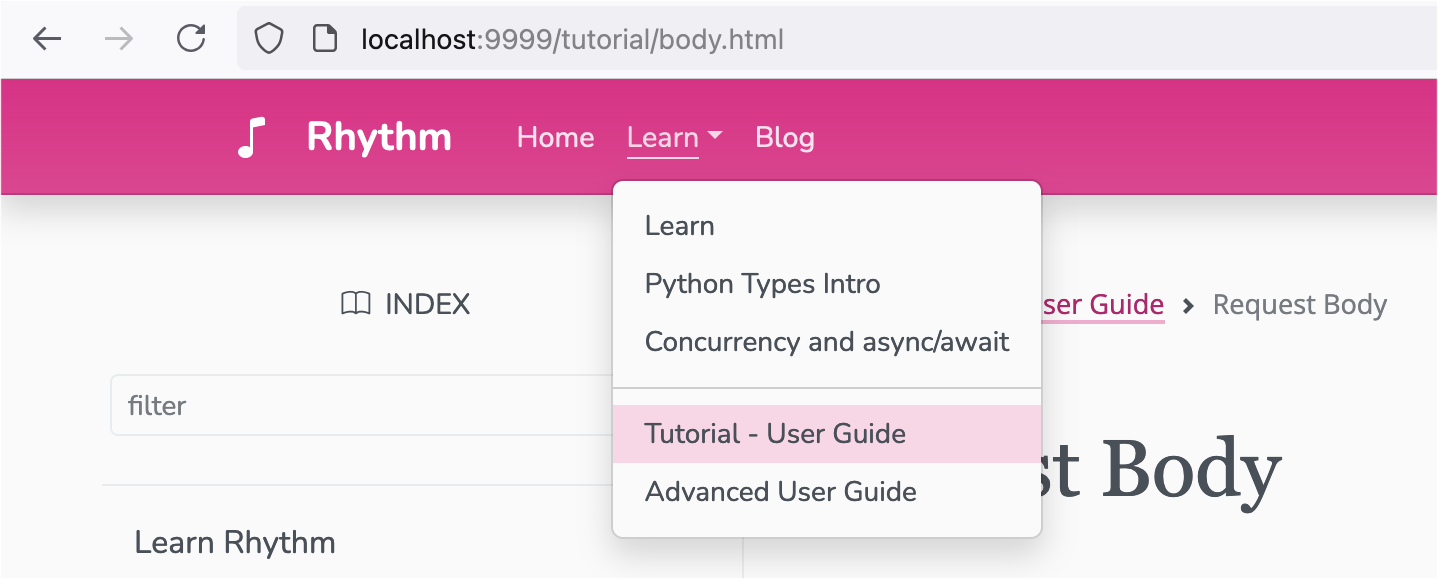 localhost:9999/tutorial/body.html
Rhythm Home Learn Blog
Learn
Python Types Intro
Concurrency and async/await
Tutorial - User Guide
Advanced User Guide
INDEX
filter
Learn Rhythm
ser Guide > Request Body
st Body